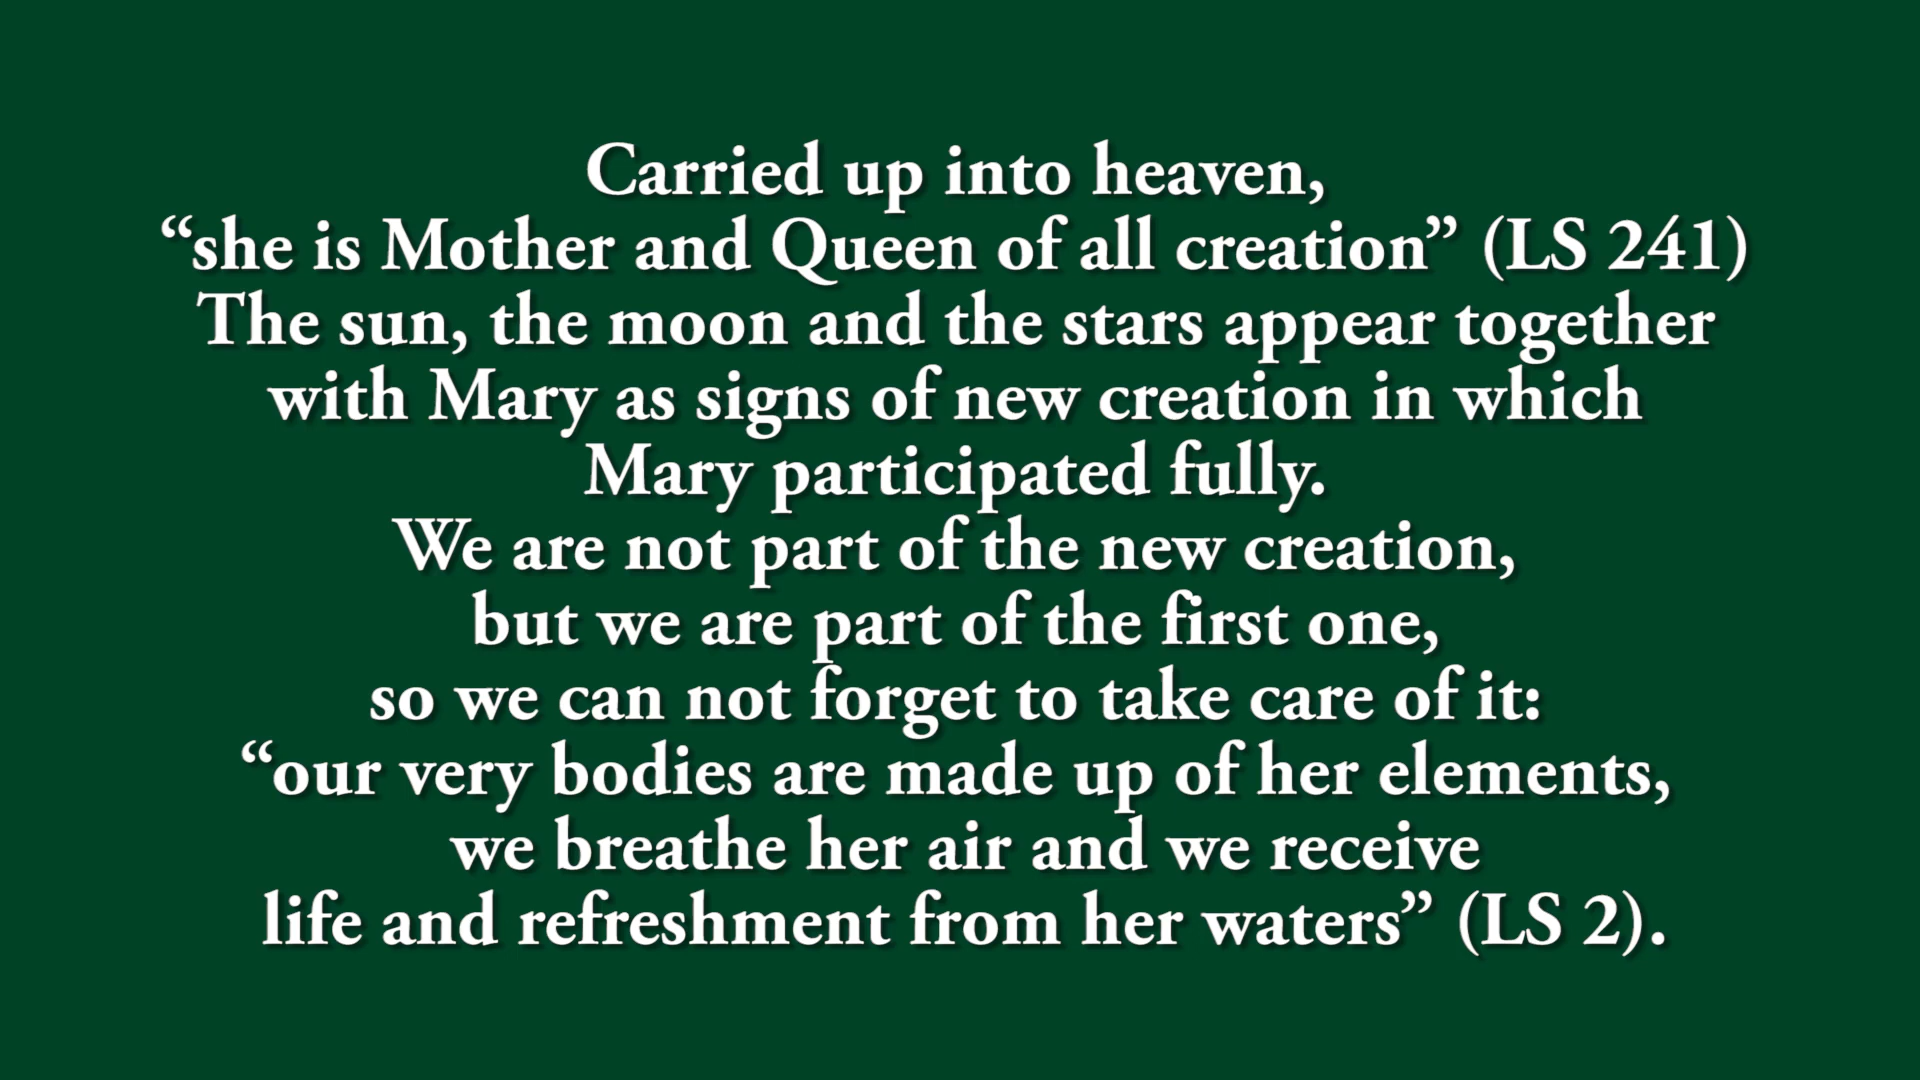 Carried up into heaven,
“she is Mother and Queen of all creation” (LS 241)
The sun, the moon and the stars appear together
with Mary as signs of new creation in which
Mary participated fully.
We are not part of the new creation,
but we are part of the first one,
so we can not forget to take care of it:
“our very bodies are made up of her elements,
we breathe her air and we receive
life and refreshment from her waters” (LS 2).